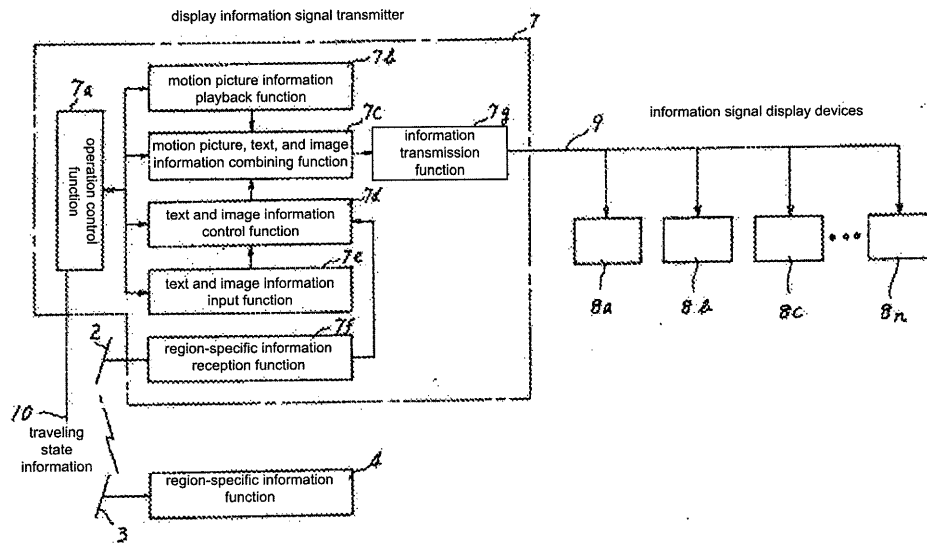 display information signal transmitter
7
7b
7a
motion picture information
playback function
7c
7g
operation control
function
motion picture, text, and image
information combining function
information
transmission
function
9
information signal display devices
7d
text and image information
control function
7e
text and image information
input function
8a
8b
8c
8n
7f
2
region-specific information
reception function
10
traveling
state
information
4
region-specific information
function
3